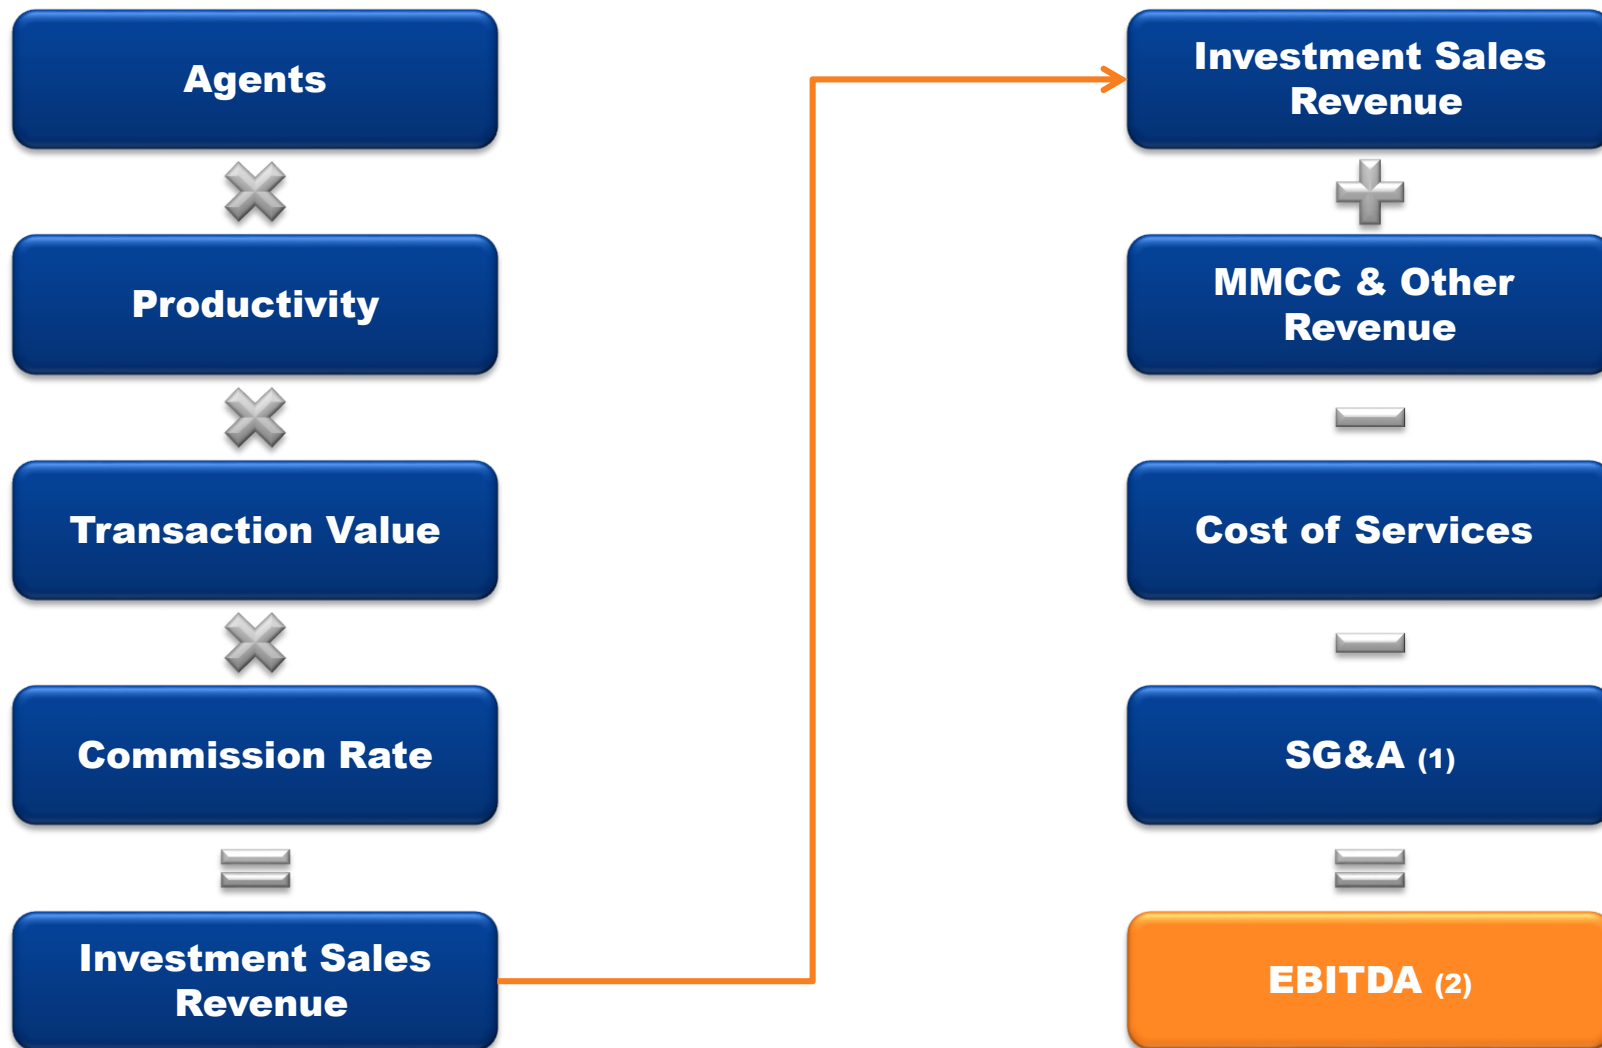 Agents
Productivity
Transaction Value
Commission Rate
Investment Sales
Revenue
Investment Sales
Revenue
MMCC & Other
Revenue
Cost of Services
SG&A (1)
EBITDA (2)